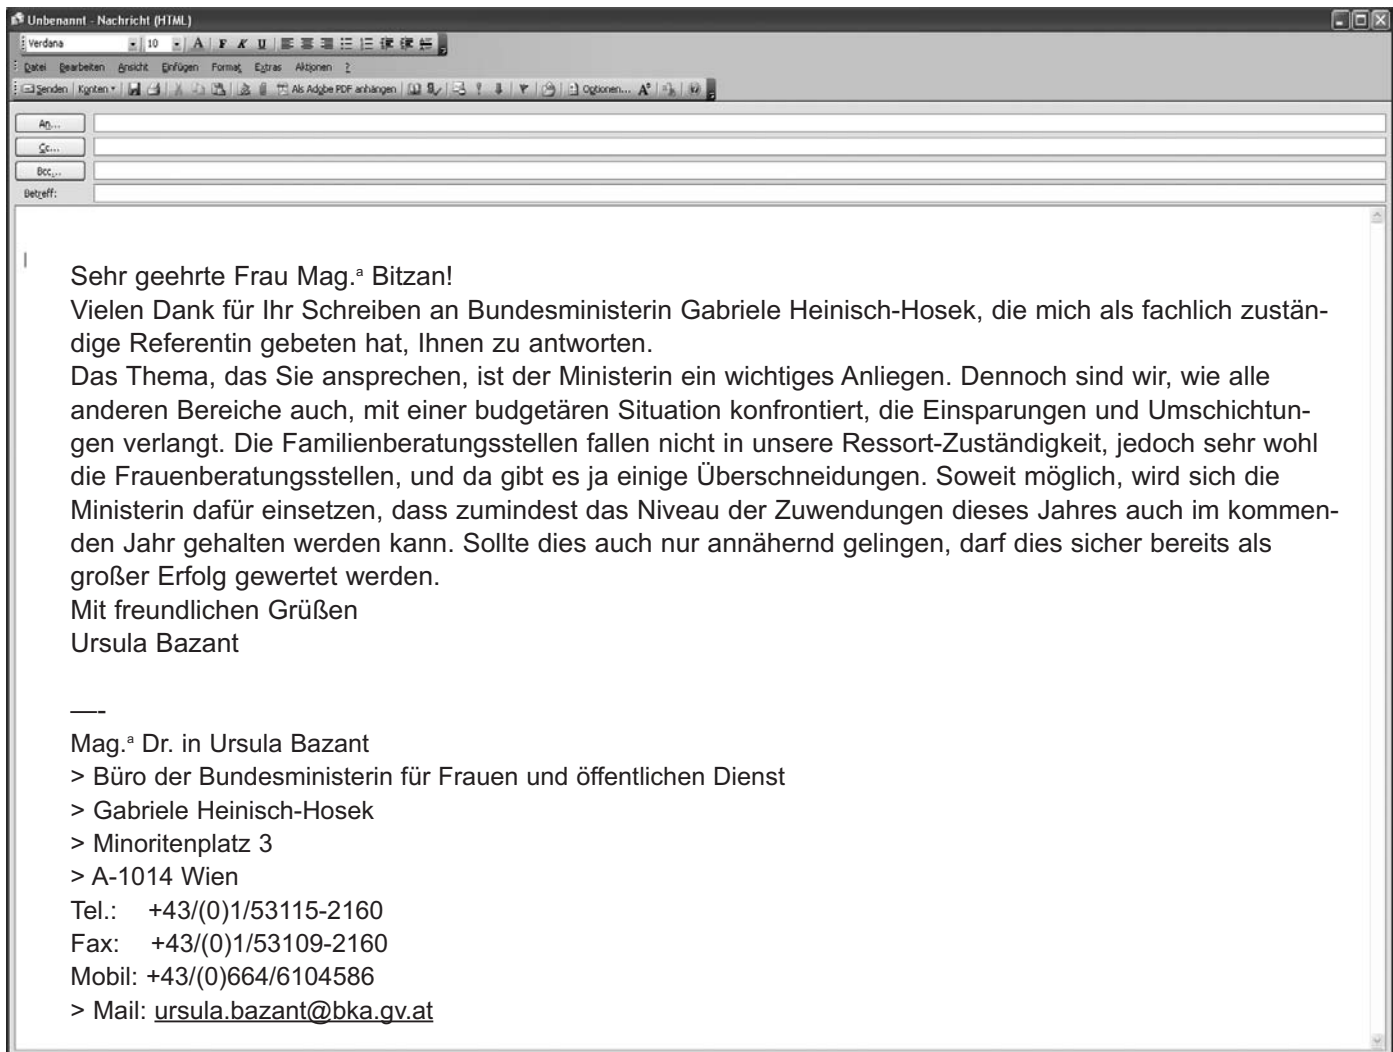 Unbenannt - Nachricht (HTML)
Verdana 10 A F K U
Datei Bearbeiten Ansicht Einfügen Format Extras Aktionen ?
Senden Konten Als Adobe PDF anhängen Optionen...
An...
Cc...
Bcc...
Betreff:
Sehr geehrte Frau Mag.ª Bitzan!
Vielen Dank für Ihr Schreiben an Bundesministerin Gabriele Heinisch-Hosek, die mich als fachlich zustän-
dige Referentin gebeten hat, Ihnen zu antworten.
Das Thema, das Sie ansprechen, ist der Ministerin ein wichtiges Anliegen. Dennoch sind wir, wie alle
anderen Bereiche auch, mit einer budgetären Situation konfrontiert, die Einsparungen und Umschichtun-
gen verlangt. Die Familienberatungsstellen fallen nicht in unsere Ressort-Zuständigkeit, jedoch sehr wohl
die Frauenberatungsstellen, und da gibt es ja einige Überschneidungen. Soweit möglich, wird sich die
Ministerin dafür einsetzen, dass zumindest das Niveau der Zuwendungen dieses Jahres auch im kommen-
den Jahr gehalten werden kann. Sollte dies auch nur annähernd gelingen, darf dies sicher bereits als
großer Erfolg gewertet werden.
Mit freundlichen Grüßen
Ursula Bazant
—-
Mag.ª Dr. in Ursula Bazant
> Büro der Bundesministerin für Frauen und öffentlichen Dienst
> Gabriele Heinisch-Hosek
> Minoritenplatz 3
> A-1014 Wien
Tel.: +43/(0)1/53115-2160
Fax: +43/(0)1/53109-2160
Mobil: +43/(0)664/6104586
> Mail: ursula.bazant@bka.gv.at